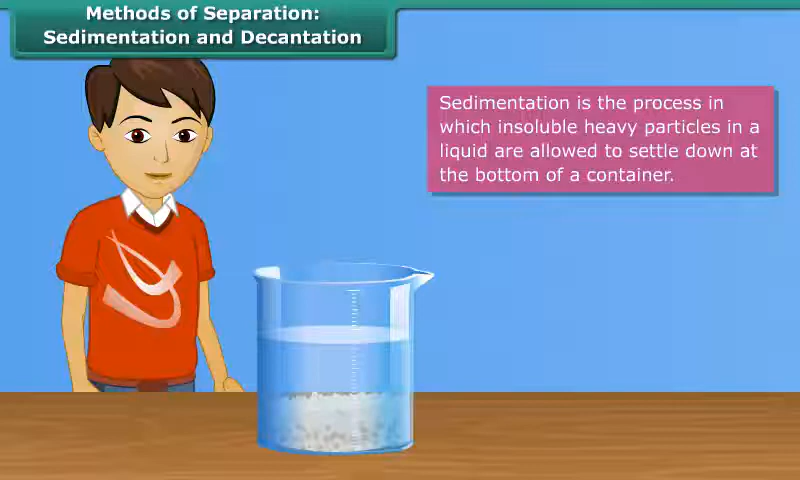 Methods of Separation:
Sedimentation and Decantation
Sedimentation is the process in
which insoluble heavy particles in a
liquid are allowed to settle down at
the bottom of a container.